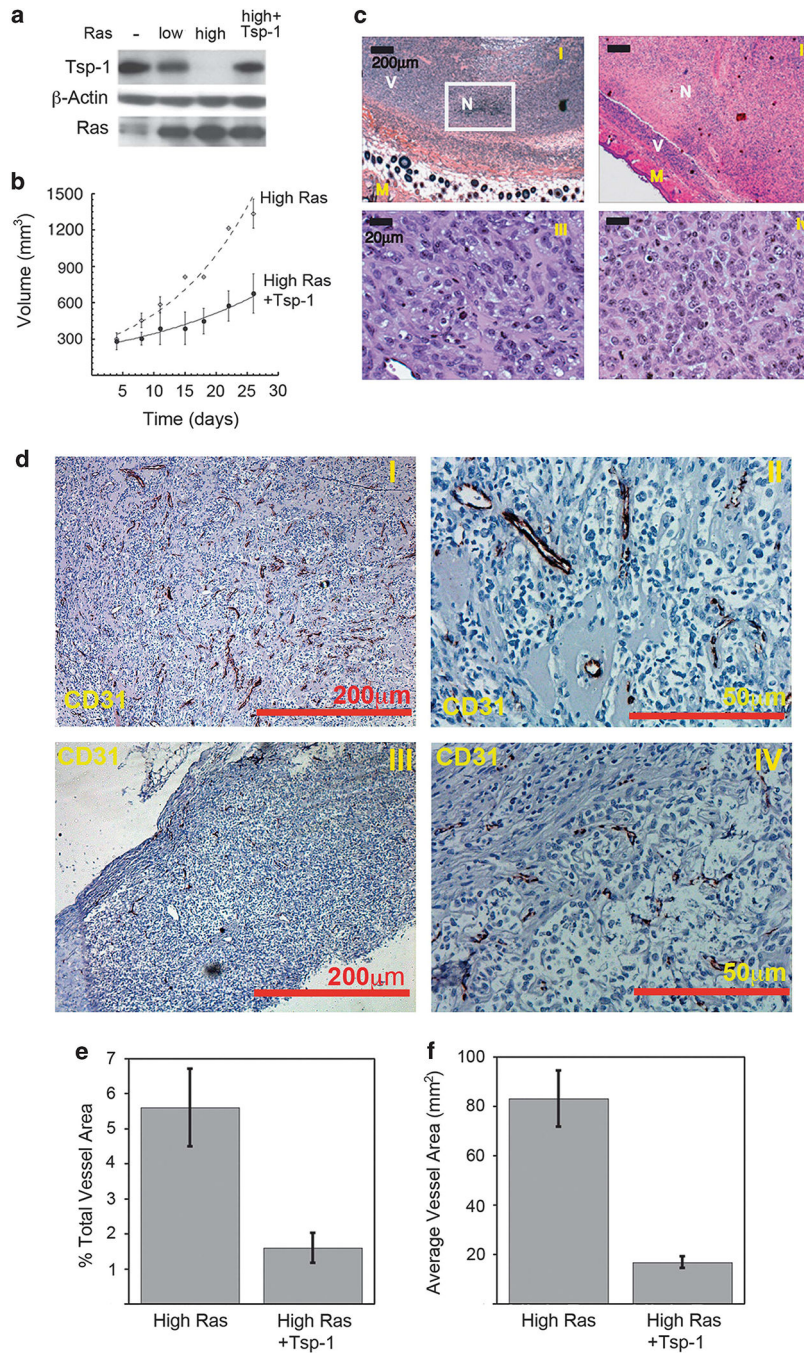 a
Ras - low high high+
Tsp-1
Tsp-1
β-Actin
Ras
b
Volume (mm³)
1500
1200
900
600
300
High Ras
High Ras
+Tsp-1
5 10 15 20 25 30
Time (days)
c
200μm
I
V
N
M
I
N
V
M
20μm
III
IV
d
I
CD31
200μm
II
CD31
50μm
CD31
III
200μm
CD31
IV
50μm
e
% Total Vessel Area
7
6
5
4
3
2
1
High Ras
High Ras
+Tsp-1
f
Average Vessel Area (mm²)
100
80
60
40
20
High Ras
High Ras
+Tsp-1